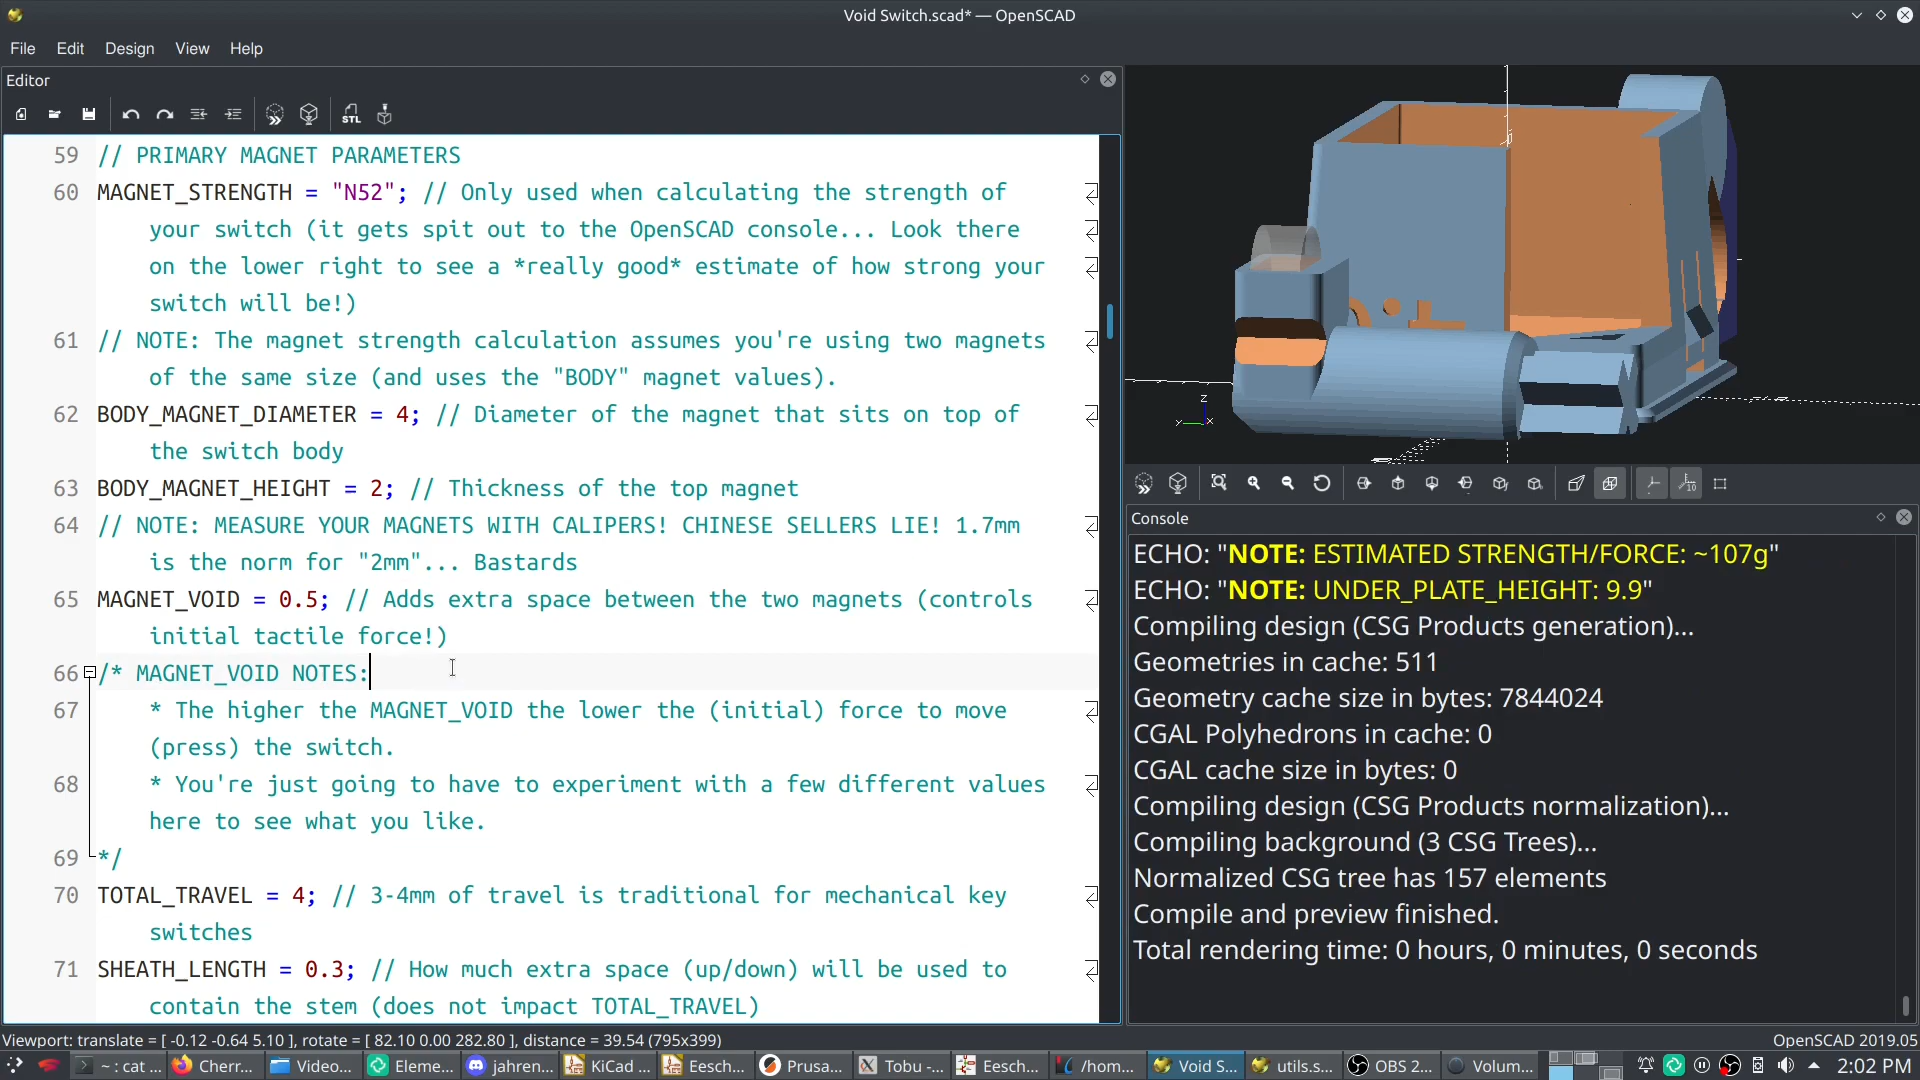 Void Switch.scad* — OpenSCAD
File Edit Design View Help
Editor
STL
59 // PRIMARY MAGNET PARAMETERS
60 MAGNET_STRENGTH = "N52"; // Only used when calculating the strength of
your switch (it gets spit out to the OpenSCAD console... Look there
on the lower right to see a *really good* estimate of how strong your
switch will be!)
61 // NOTE: The magnet strength calculation assumes you're using two magnets
of the same size (and uses the "BODY" magnet values).
62 BODY_MAGNET_DIAMETER = 4; // Diameter of the magnet that sits on top of
the switch body
63 BODY_MAGNET_HEIGHT = 2; // Thickness of the top magnet
64 // NOTE: MEASURE YOUR MAGNETS WITH CALIPERS! CHINESE SELLERS LIE! 1.7mm
is the norm for "2mm"... Bastards
65 MAGNET_VOID = 0.5; // Adds extra space between the two magnets (controls
initial tactile force!)
66 /* MAGNET_VOID NOTES:
67 * The higher the MAGNET_VOID the lower the (initial) force to move
(press) the switch.
68 * You're just going to have to experiment with a few different values
here to see what you like.
69 */
70 TOTAL_TRAVEL = 4; // 3-4mm of travel is traditional for mechanical key
switches
71 SHEATH_LENGTH = 0.3; // How much extra space (up/down) will be used to
contain the stem (does not impact TOTAL_TRAVEL)
z
y x
10
Console
ECHO: "NOTE: ESTIMATED STRENGTH/FORCE: ~107g"
ECHO: "NOTE: UNDER_PLATE_HEIGHT: 9.9"
Compiling design (CSG Products generation)...
Geometries in cache: 511
Geometry cache size in bytes: 7844024
CGAL Polyhedrons in cache: 0
CGAL cache size in bytes: 0
Compiling design (CSG Products normalization)...
Compiling background (3 CSG Trees)...
Normalized CSG tree has 157 elements
Compile and preview finished.
Total rendering time: 0 hours, 0 minutes, 0 seconds
Viewport: translate = [ -0.12 -0.64 5.10 ], rotate = [ 82.10 0.00 282.80 ], distance = 39.54 (795x399)
OpenSCAD 2019.05
~ : cat ... Cherr... Video... Eleme... jahren... KiCad ... Eesch... Prusa... Tobu -... Eesch... /hom... Void S... utils.s... OBS 2... Volum... 2:02 PM